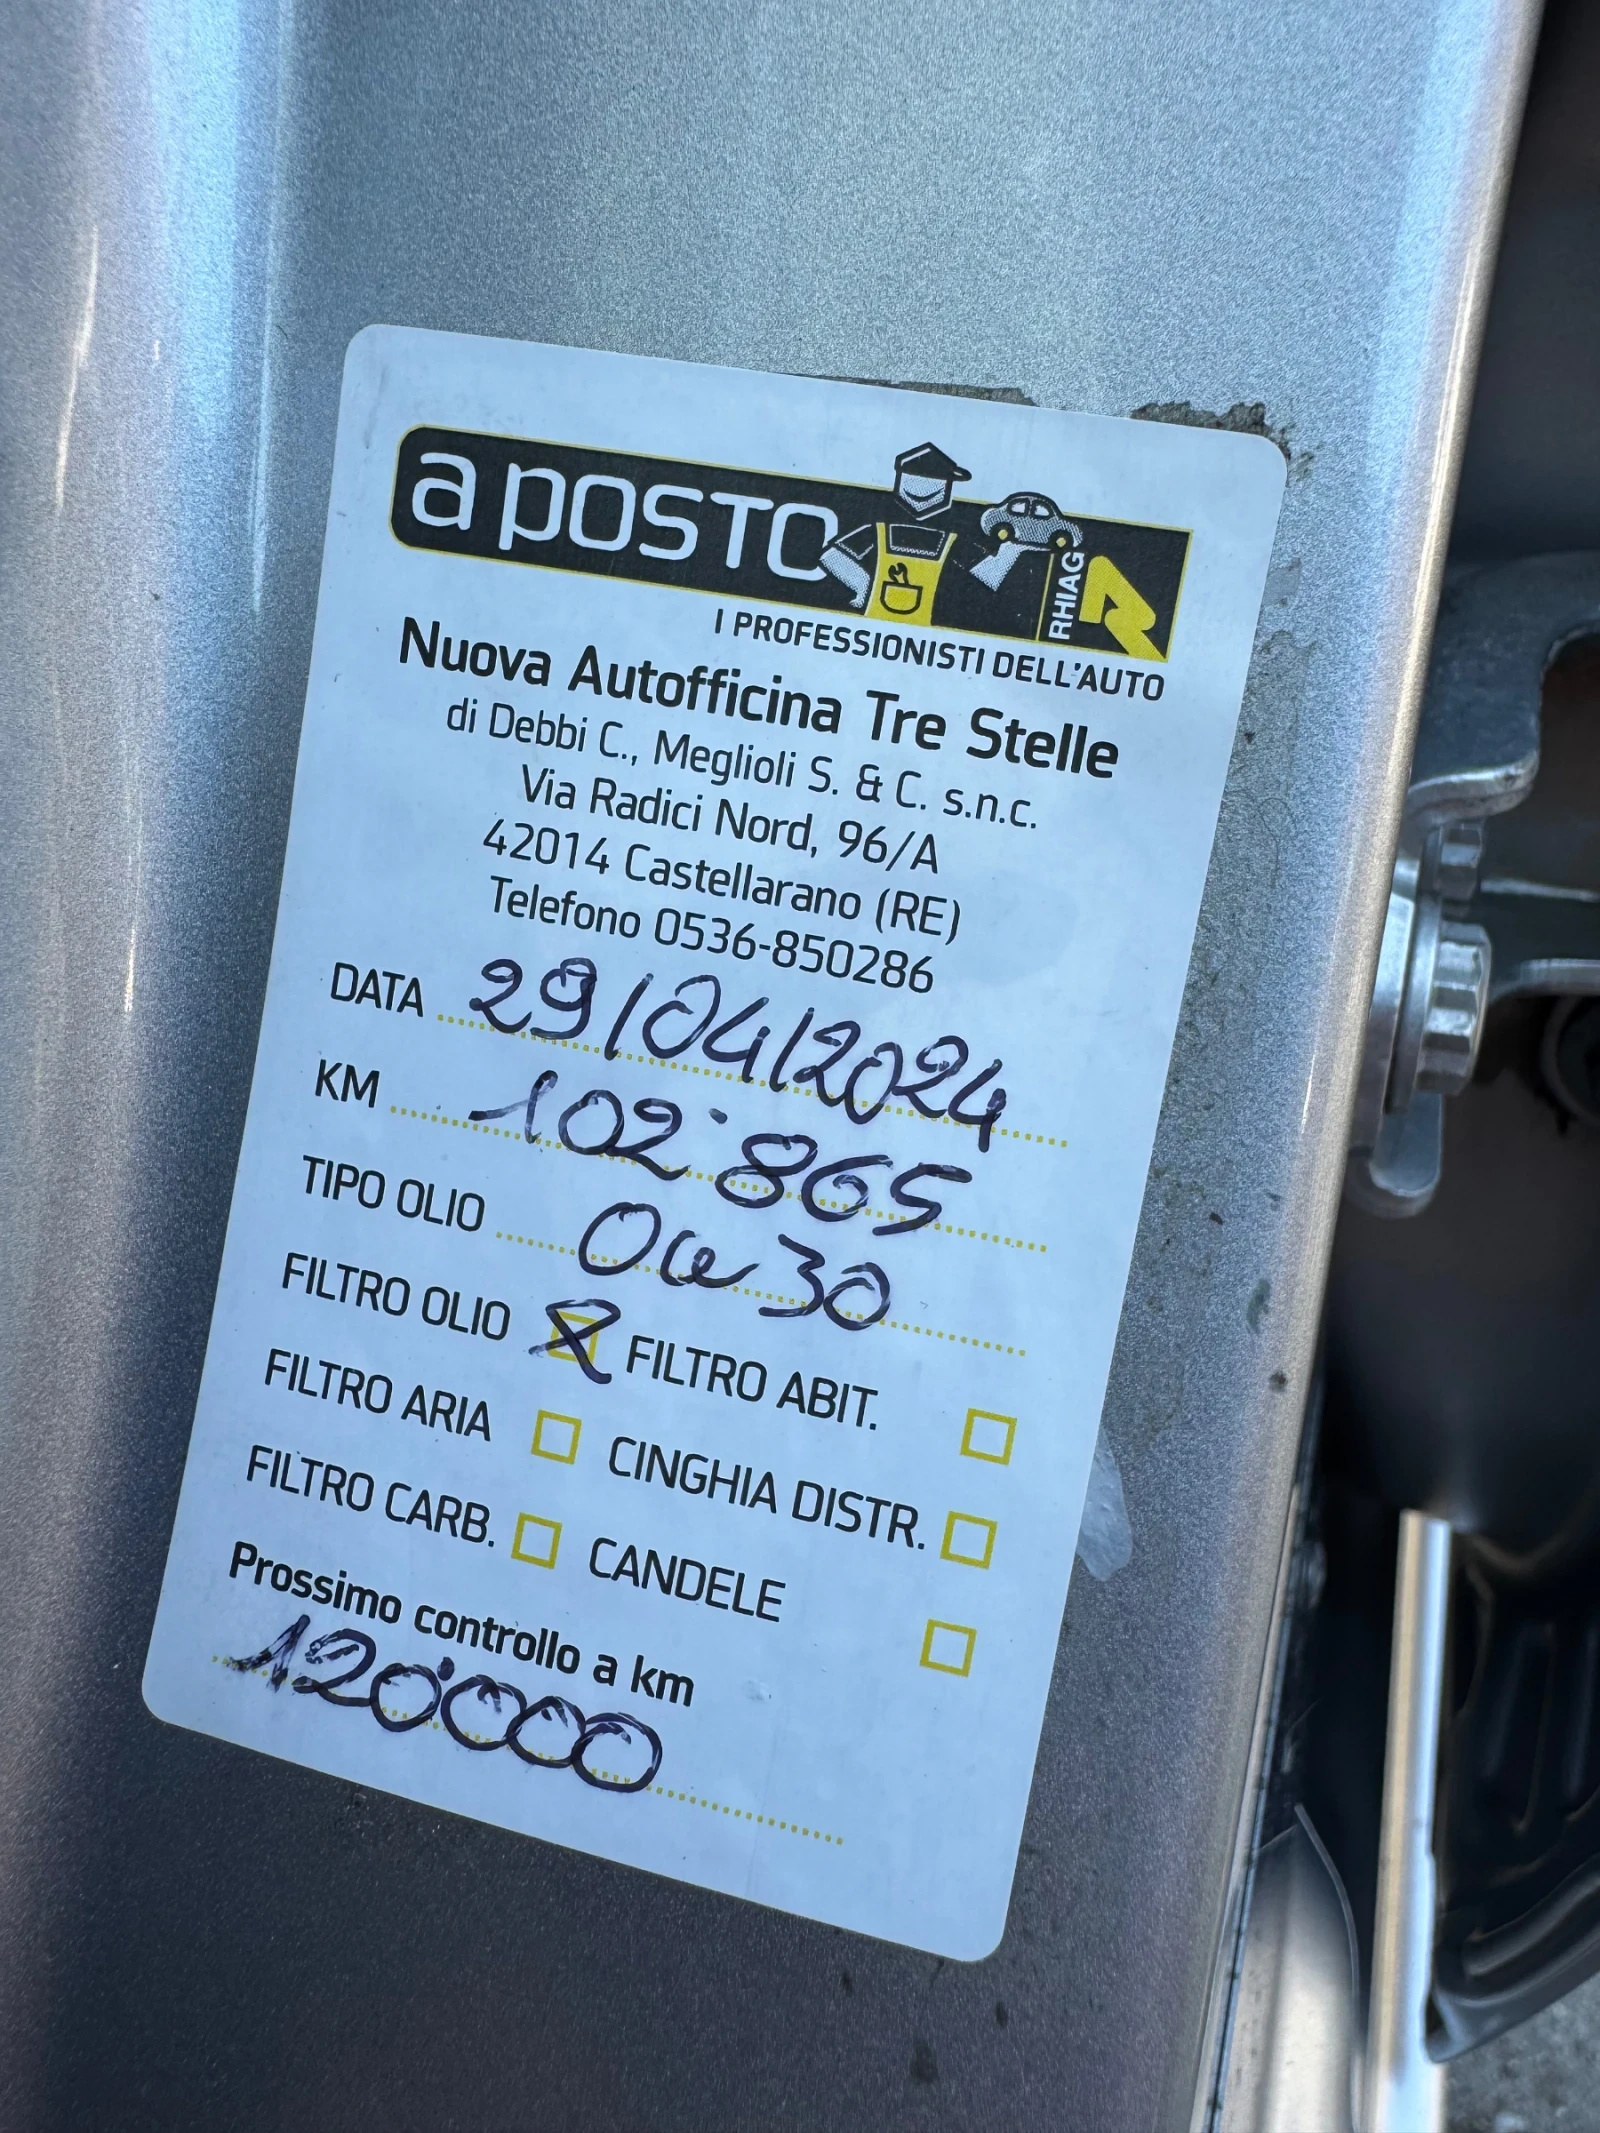 a posto
RHIAG
I PROFESSIONISTI DELL'AUTO
Nuova Autofficina Tre Stelle
di Debbi C., Meglioli S. & C. s.n.c.
Via Radici Nord, 96/A
42014 Castellarano (RE)
Telefono 0536-850286
DATA 29/04/2024
KM 102'865
TIPO OLIO 0w30
FILTRO OLIO X FILTRO ABIT.
FILTRO ARIA CINGHIA DISTR.
FILTRO CARB. CANDELE
Prossimo controllo a km
120'000